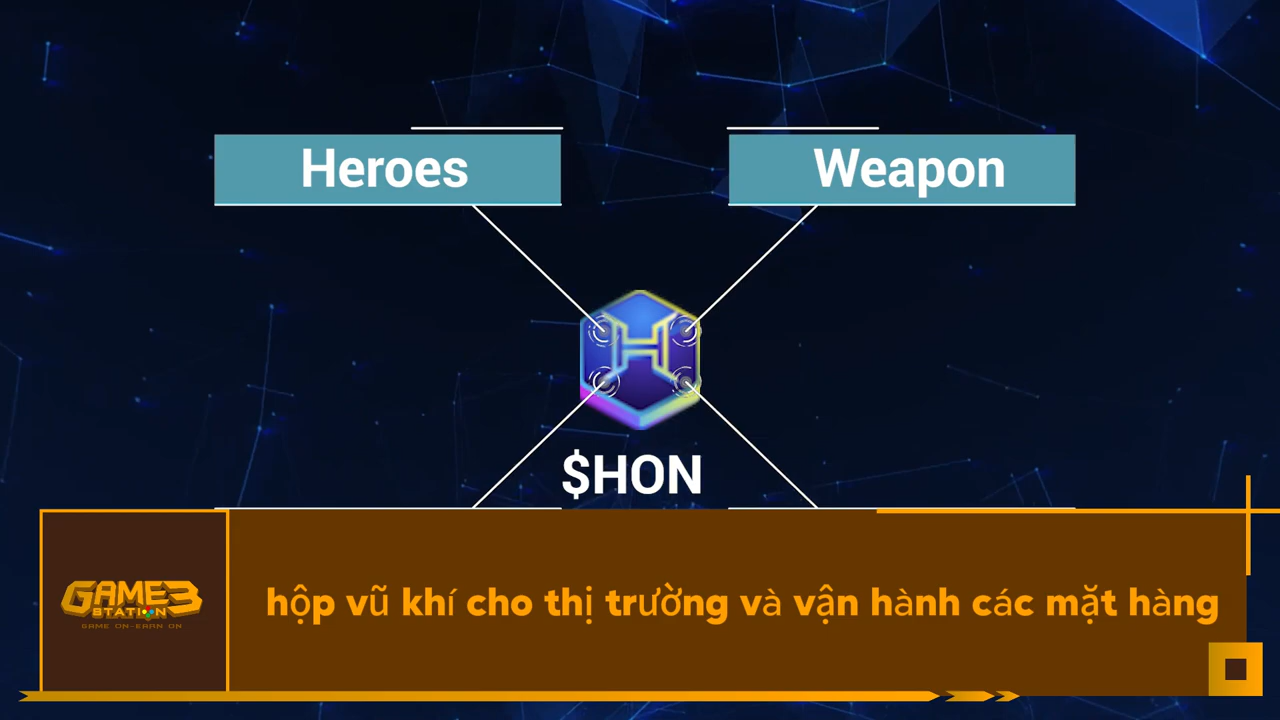 Heroes
Weapon
$HON
GAME3
STATION
GAME ON-EARN ON
hộp vũ khí cho thị trường và vận hành các mặt hàng